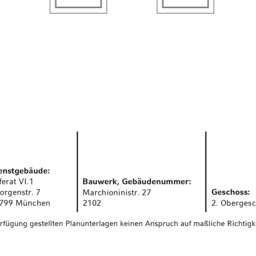 enstgebäude:
ferat VI.1
orgenstr. 7
799 München
Bauwerk, Gebäudenummer:
Marchioninistr. 27
2102
Geschoss:
2. Obergesc
rfügung gestellten Planunterlagen keinen Anspruch auf maßliche Richtigk